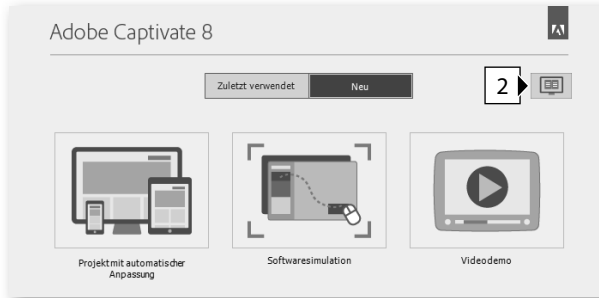 Adobe Captivate 8
Zuletzt verwendet
Neu
2
Projekt mit automatischer
Anpassung
Softwaresimulation
Videodemo